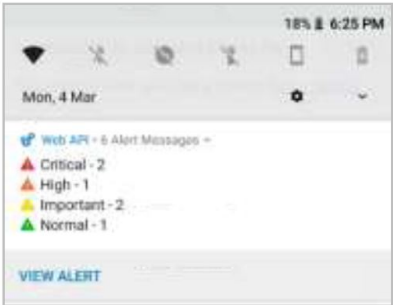 18% 6:25 PM
Mon, 4 Mar
Web API • 6 Alert Messages
Critical - 2
High - 1
Important - 2
Normal - 1
VIEW ALERT